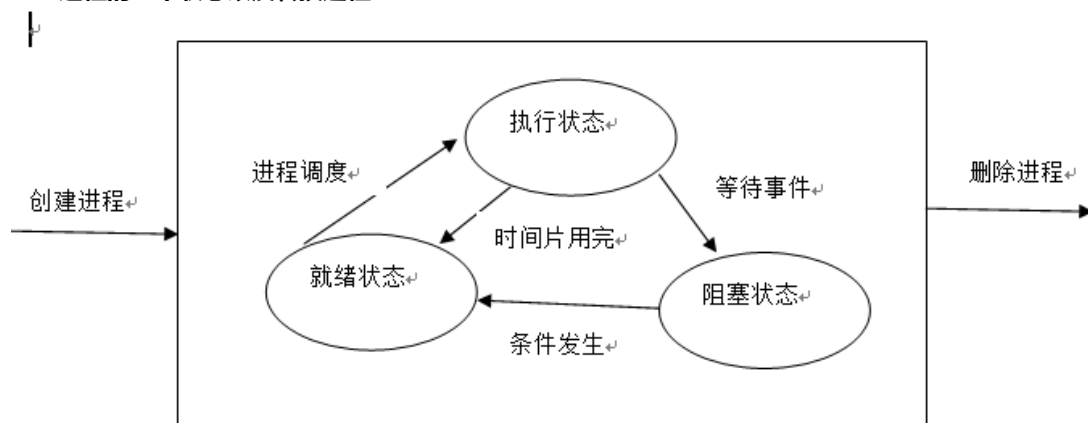 执行状态
进程调度
等待事件
删除进程
创建进程
时间片用完
就绪状态
阻塞状态
条件发生